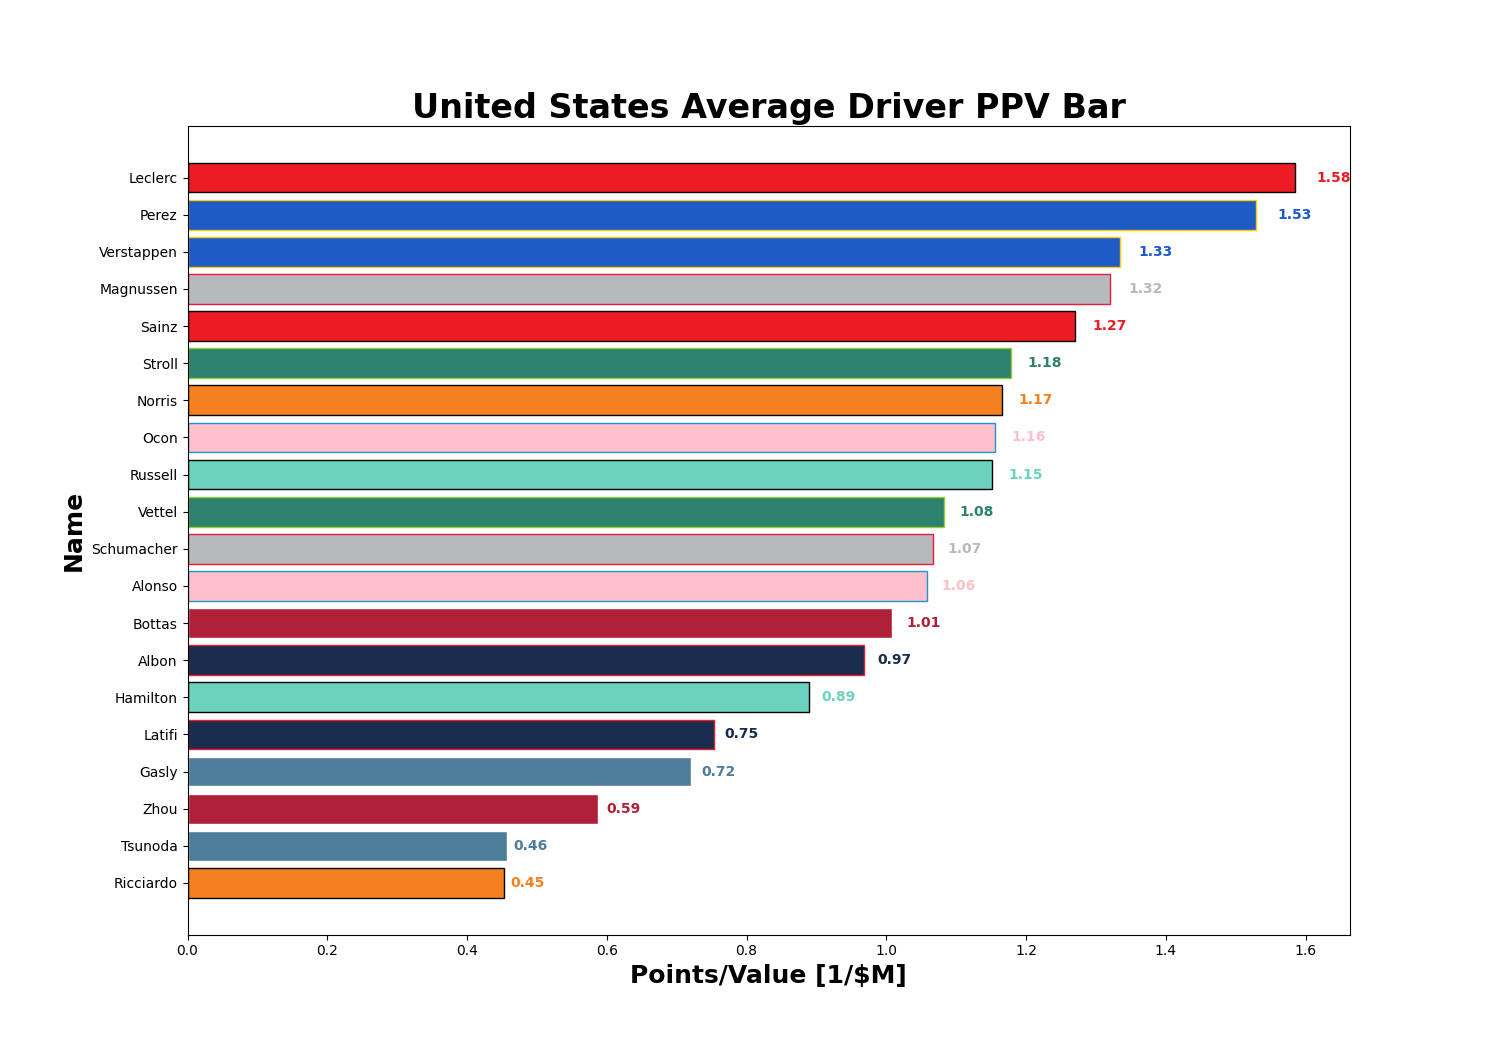 United States Average Driver PPV Bar
Leclerc 1.58
Perez 1.53
Verstappen 1.33
Magnussen 1.32
Sainz 1.27
Stroll 1.18
Norris 1.17
Ocon 1.16
Russell 1.15
Vettel 1.08
Schumacher 1.07
Alonso 1.06
Bottas 1.01
Albon 0.97
Hamilton 0.89
Latifi 0.75
Gasly 0.72
Zhou 0.59
Tsunoda 0.46
Ricciardo 0.45
Name
0.0 0.2 0.4 0.6 0.8 1.0 1.2 1.4 1.6
Points/Value [1/$M]